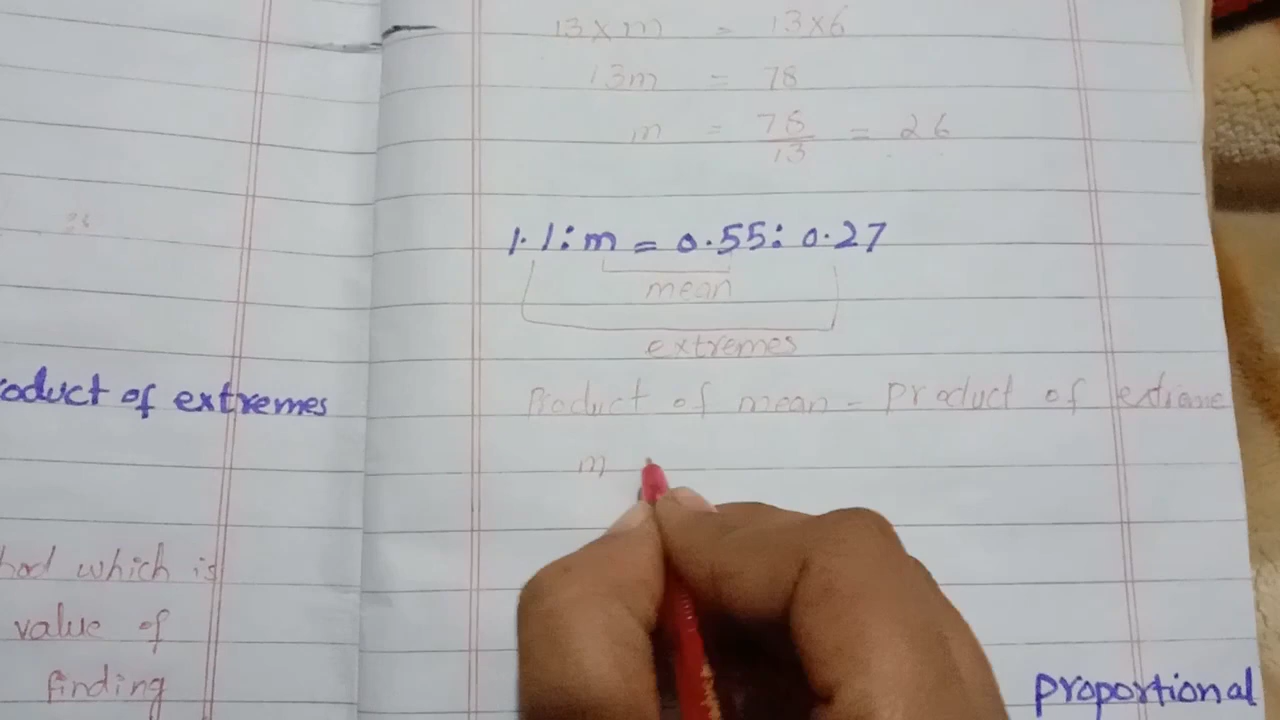 13×m = 13×6
13m = 78
m = 78/13 = 26
1.1:m = 0.55:0.27
mean
extremes
oduct of extremes
Product of mean = product of extreme
m
hod which is
value of
finding
proportional